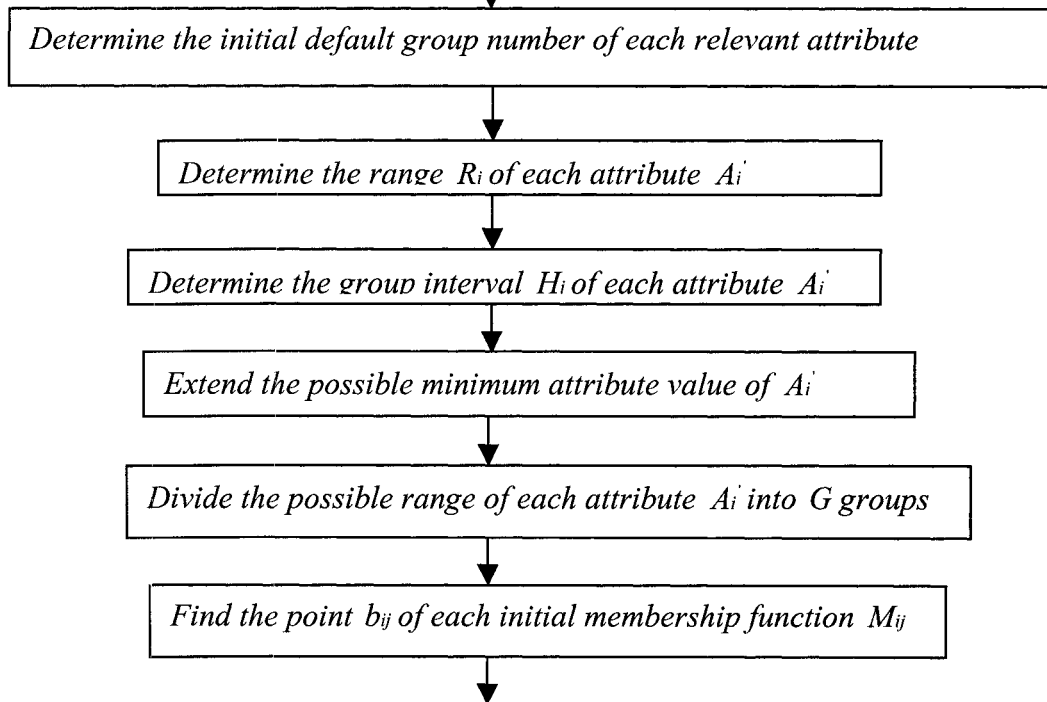 Determine the initial default group number of each relevant attribute
Determine the range Ri of each attribute Ai'
Determine the group interval Hi of each attribute Ai'
Extend the possible minimum attribute value of Ai'
Divide the possible range of each attribute Ai' into G groups
Find the point bij of each initial membership function Mij